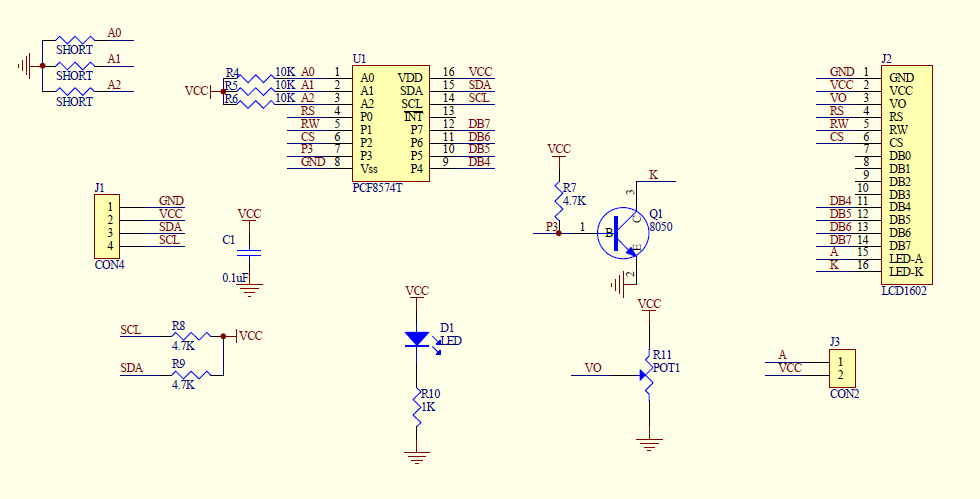 A0
SHORT
A1
SHORT
A2
SHORT
VCC
R4 10K A0
R5 10K A1
R6 10K A2
RS
RW
CS
P3
GND
U1
1 A0 VDD 16 VCC
2 A1 SDA 15 SDA
3 A2 SCL 14 SCL
4 P0 INT 13
5 P1 P7 12 DB7
6 P2 P6 11 DB6
7 P3 P5 10 DB5
8 Vss P4 9 DB4
PCF8574T
J2
GND 1 GND
VCC 2 VCC
VO 3 VO
RS 4 RS
RW 5 RW
CS 6 CS
7 DB0
8 DB1
9 DB2
10 DB3
DB4 11 DB4
DB5 12 DB5
DB6 13 DB6
DB7 14 DB7
A 15 LED-A
K 16 LED-K
LCD1602
J1
1 GND
2 VCC
3 SDA
4 SCL
CON4
VCC
C1
0.1uF
VCC
R7
4.7K
P3 1 B
K
3
C
Q1
8050
E
2
SCL R8 VCC
4.7K
SDA R9
4.7K
VCC
D1
LED
R10
1K
VCC
R11
POT1
VO
J3
A 1
VCC 2
CON2